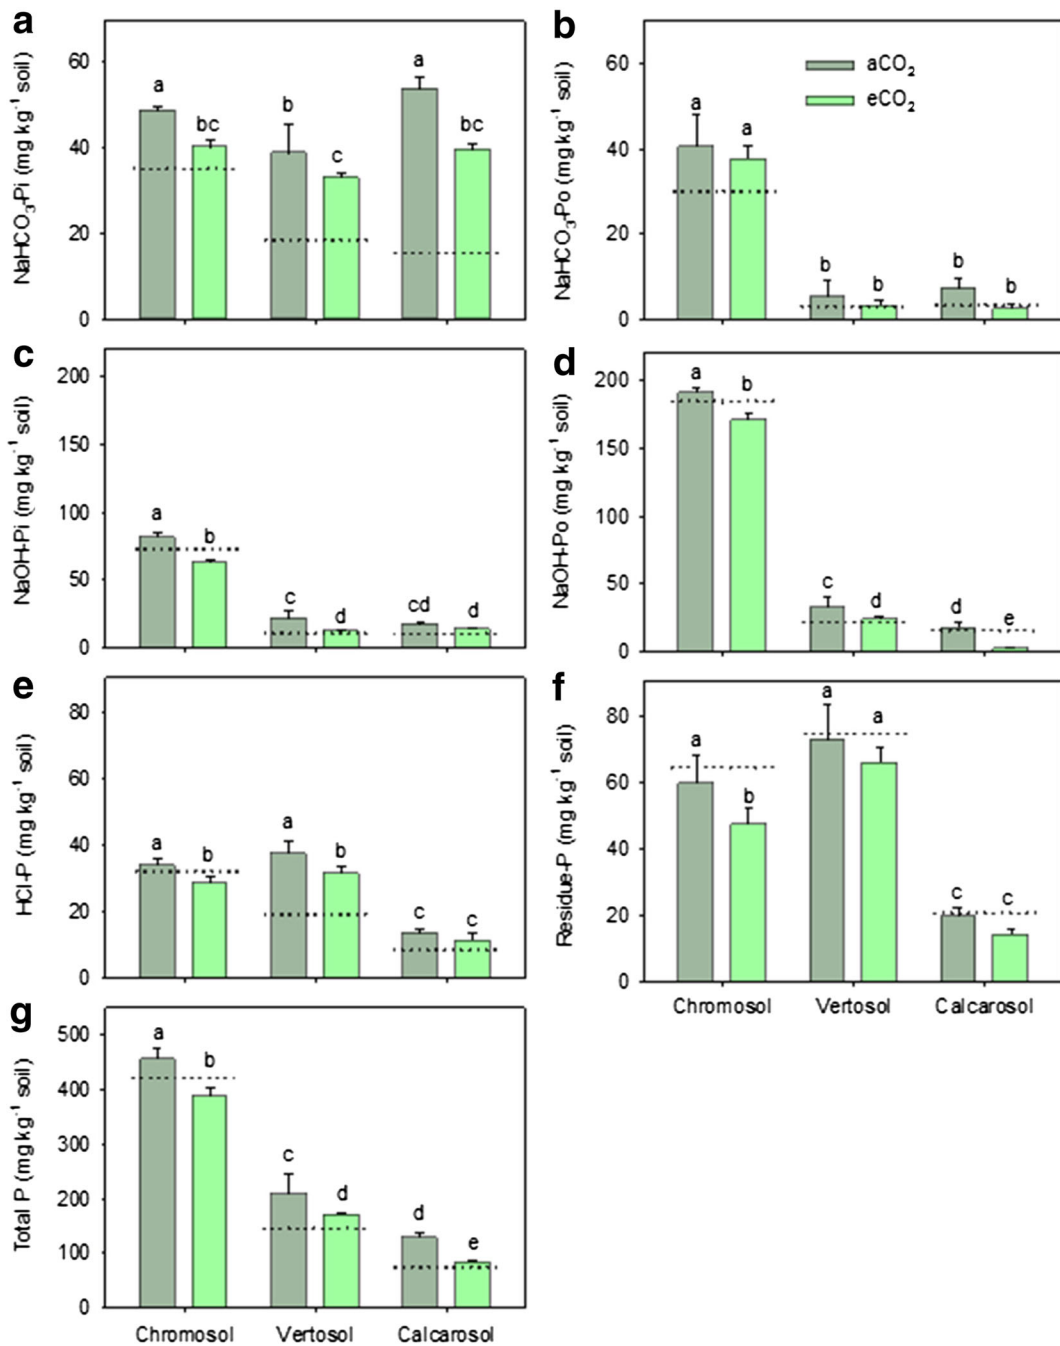 a
NaHCO₃-Pi (mg kg⁻¹ soil)
60
40
20
0
a
bc
b
c
a
bc
b
NaHCO₃-Po (mg kg⁻¹ soil)
60
40
20
0
aCO₂
eCO₂
a
a
b
b
b
b
c
NaOH-Pi (mg kg⁻¹ soil)
200
150
100
50
0
a
b
c
d
cd
d
d
NaOH-Po (mg kg⁻¹ soil)
200
150
100
50
0
a
b
c
d
d
e
e
HCl-P (mg kg⁻¹ soil)
80
60
40
20
0
a
b
a
b
c
c
f
Residue-P (mg kg⁻¹ soil)
80
60
40
20
0
a
b
a
a
c
c
Chromosol Vertosol Calcarosol
g
Total P (mg kg⁻¹ soil)
500
400
300
200
100
0
a
b
c
d
d
e
Chromosol Vertosol Calcarosol